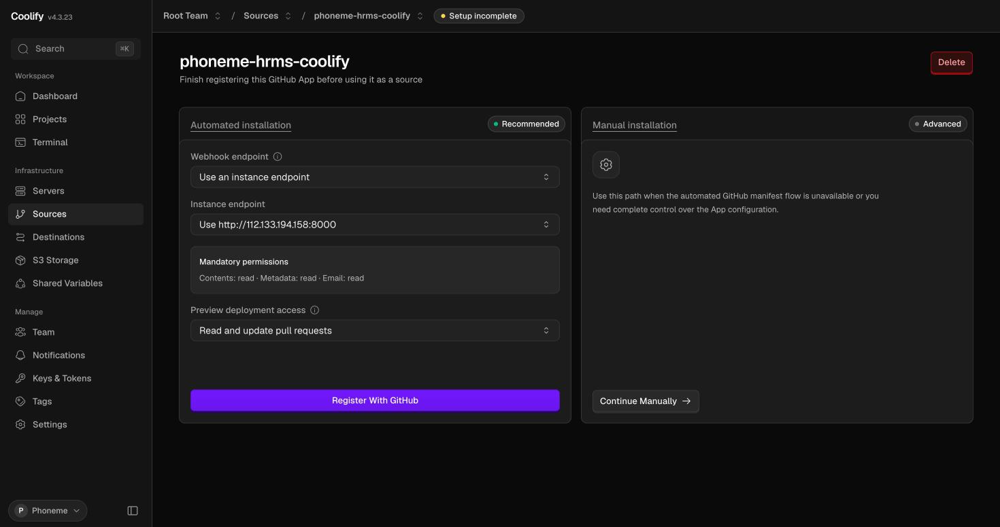 Coolify v4.3.23
Root Team / Sources / phoneme-hrms-coolify Setup incomplete
Search ⌘K
Workspace
Dashboard
Projects
Terminal
Infrastructure
Servers
Sources
Destinations
S3 Storage
Shared Variables
Manage
Team
Notifications
Keys & Tokens
Tags
Settings
P Phoneme
phoneme-hrms-coolify
Delete
Finish registering this GitHub App before using it as a source
Automated installation Recommended
Webhook endpoint
Use an instance endpoint
Instance endpoint
Use http://112.133.194.158:8000
Mandatory permissions
Contents: read · Metadata: read · Email: read
Preview deployment access
Read and update pull requests
Register With GitHub
Manual installation Advanced
Use this path when the automated GitHub manifest flow is unavailable or you
need complete control over the App configuration.
Continue Manually →